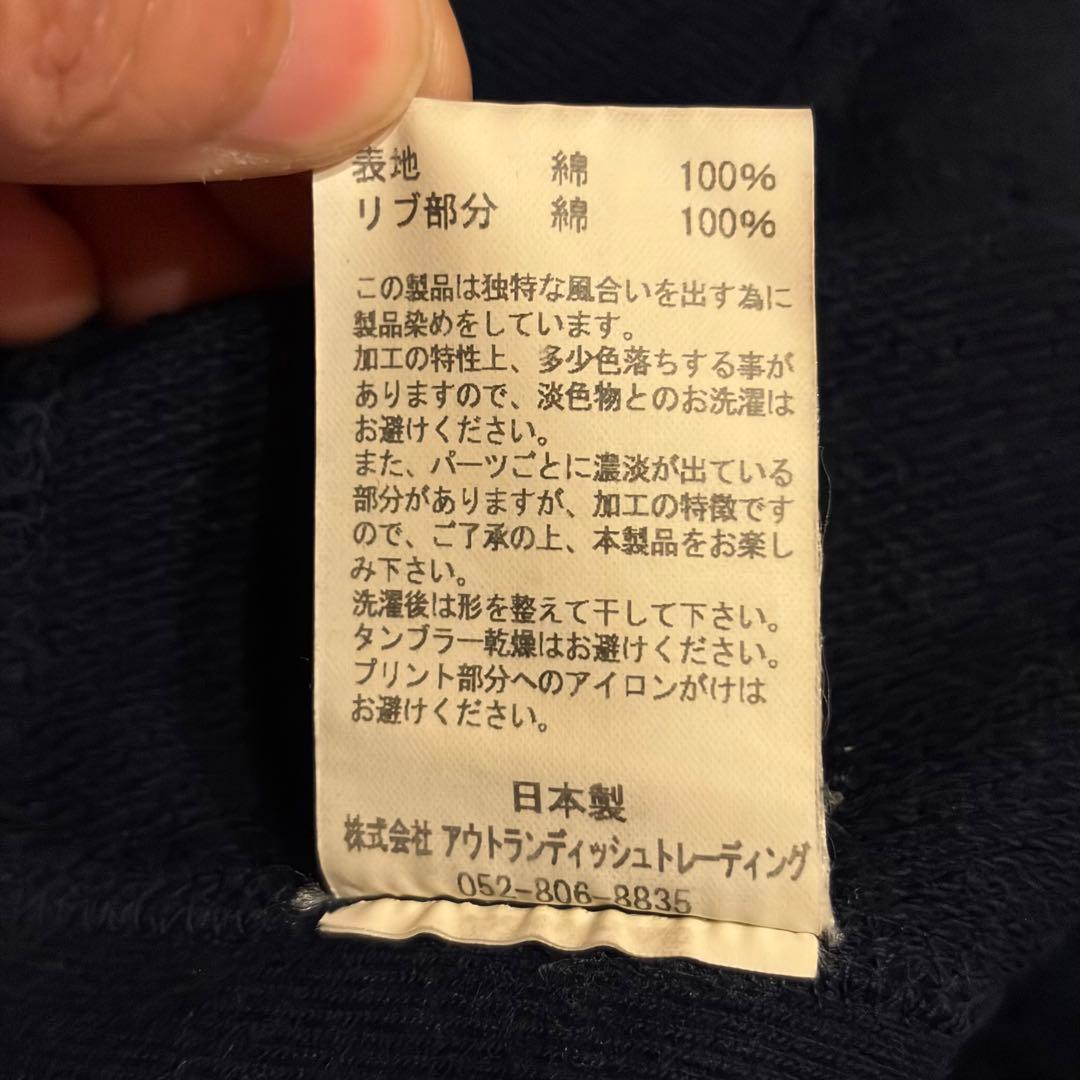 表地 綿 100%
リブ部分 綿 100%
この製品は独特な風合いを出す為に
製品染めをしています。
加工の特性上、多少色落ちする事が
ありますので、淡色物とのお洗濯は
お避けください。
また、パーツごとに濃淡が出ている
部分がありますが、加工の特徴です
ので、ご了承の上、本製品をお楽し
み下さい。
洗濯後は形を整えて干して下さい。
タンブラー乾燥はお避けください。
プリント部分へのアイロンがけは
お避けください。
日本製
株式会社 アウトランディッシュトレーディング
052-806-8835